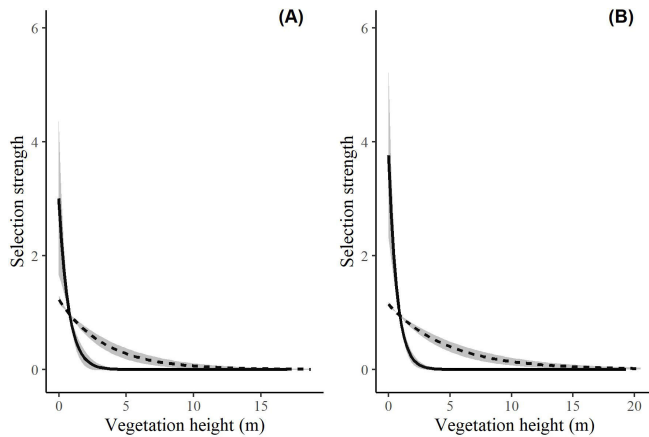 (A)
6
4
2
0
Selection strength
0 5 10 15
Vegetation height (m)
(B)
6
4
2
0
Selection strength
0 5 10 15 20
Vegetation height (m)